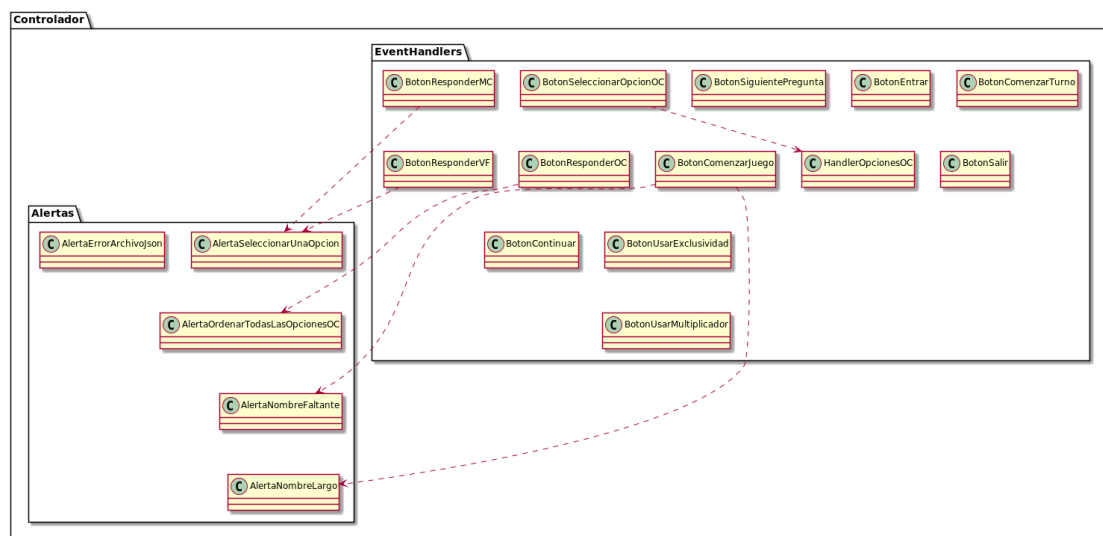 Controlador
EventHandlers
C BotonResponderMC
C BotonSeleccionarOpcionOC
C BotonSiguientePregunta
C BotonEntrar
C BotonComenzarTurno
C BotonResponderVF
C BotonResponderOC
C BotonComenzarJuego
C HandlerOpcionesOC
C BotonSalir
Alertas
C AlertaErrorArchivoJson
C AlertaSeleccionarUnaOpcion
C BotonContinuar
C BotonUsarExclusividad
C AlertaOrdenarTodasLasOpcionesOC
C BotonUsarMultiplicador
C AlertaNombreFaltante
C AlertaNombreLargo